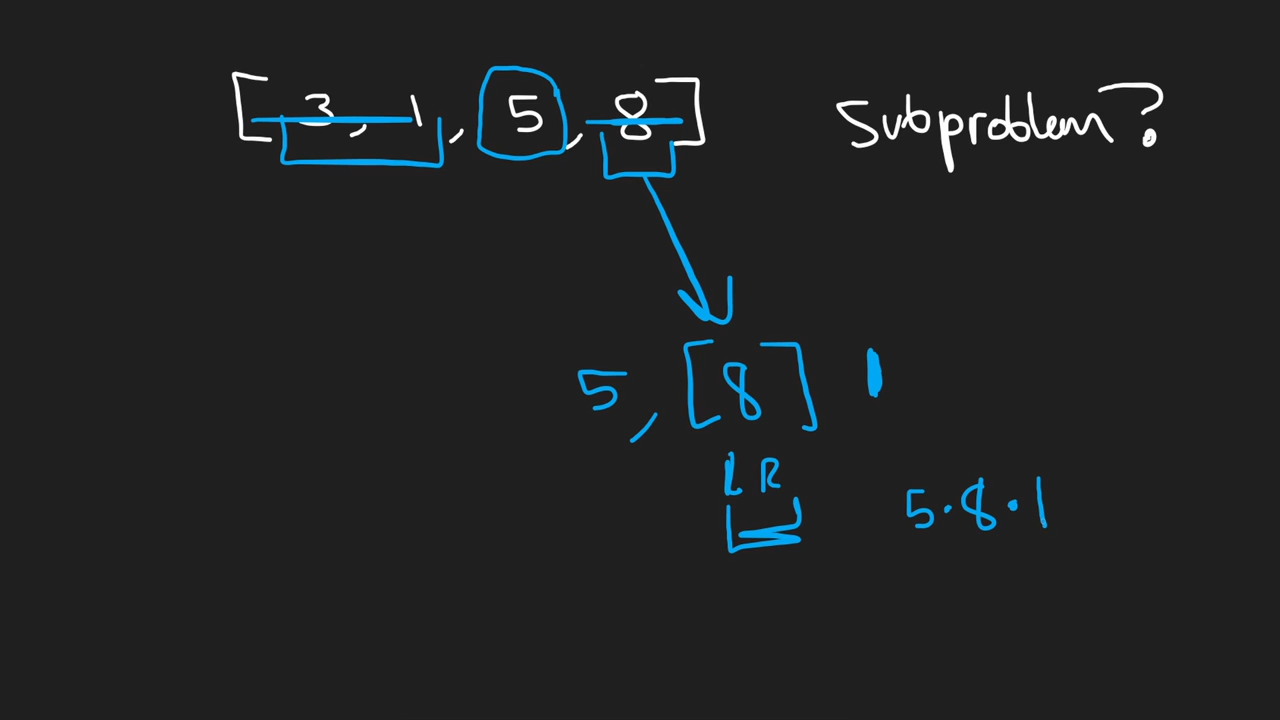 [3, 1, 5, 8] Subproblem?
5, [8] 1
L R
5·8·1